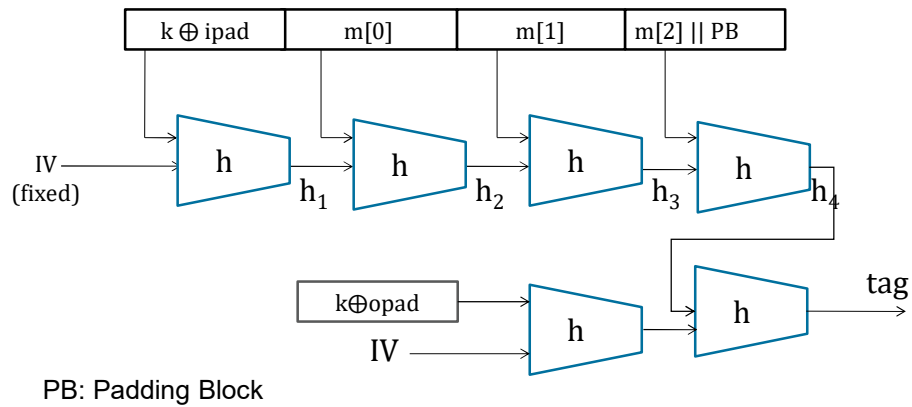 k ⊕ ipad
m[0]
m[1]
m[2] || PB
h
h
h
h
IV
(fixed)
h₁
h₂
h₃
h₄
k⊕opad
IV
h
h
tag
PB: Padding Block